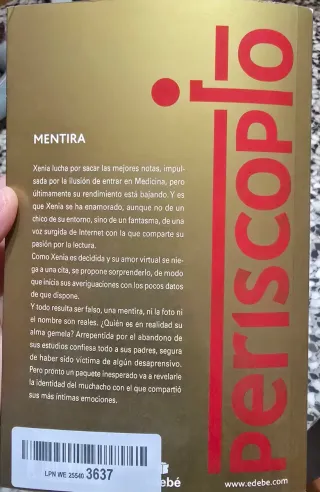 periscopio
MENTIRA
Xenia lucha por sacar las mejores notas, impul-
sada por la ilusión de entrar en Medicina, pero
últimamente su rendimiento está bajando. Y es
que Xenia se ha enamorado, aunque no de un
chico de su entorno, sino de un fantasma, de una
voz surgida de Internet con la que comparte su
pasión por la lectura.
Como Xenia es decidida y su amor virtual se nie-
ga a una cita, se propone sorprenderlo, de modo
que inicia sus averiguaciones con los pocos datos
de que dispone.
Y todo resulta ser falso, una mentira, ni la foto ni
el nombre son reales. ¿Quién es en realidad su
alma gemela? Arrepentida por el abandono de
sus estudios confiesa todo a sus padres, segura
de haber sido víctima de algún desaprensivo.
Pero pronto un paquete inesperado va a revelarle
la identidad del muchacho con el que compartió
sus más íntimas emociones.
LPN WE 25540 3637
bé
www.edebe.com